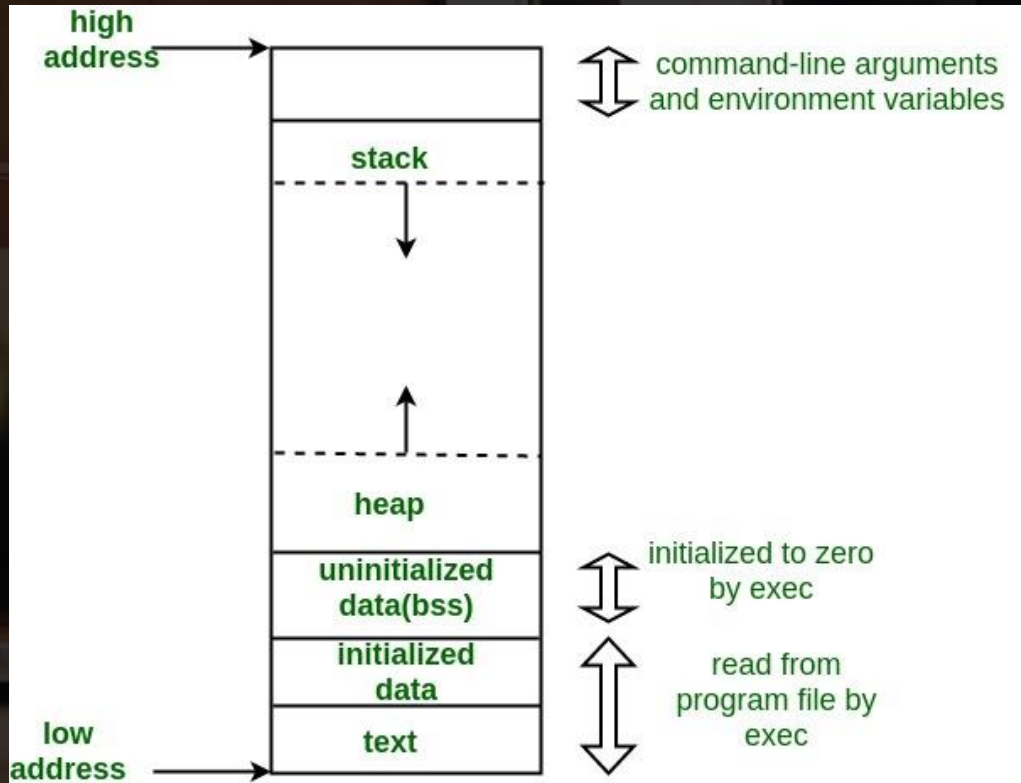 high
address
command-line arguments
and environment variables
stack
heap
uninitialized
data(bss)
initialized to zero
by exec
initialized
data
read from
program file by
exec
text
low
address